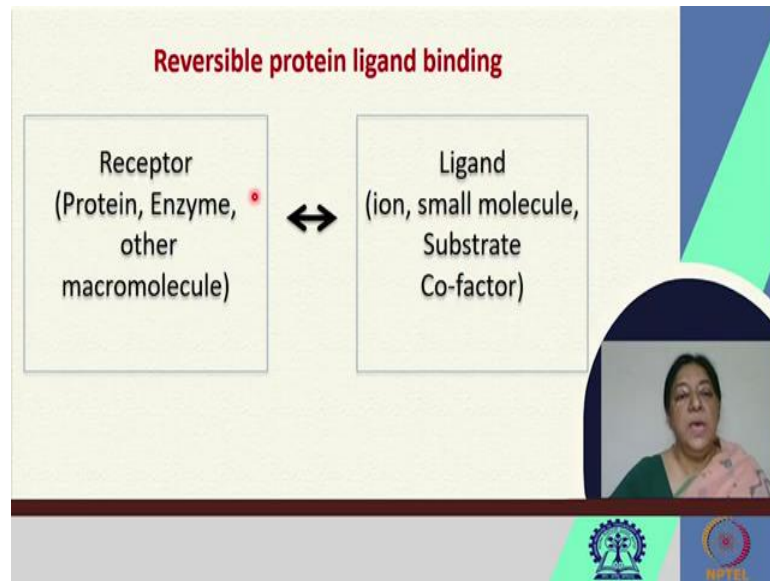 Reversible protein ligand binding
Receptor
(Protein, Enzyme,
other
macromolecule)
Ligand
(ion, small molecule,
Substrate
Co-factor)
NPTEL